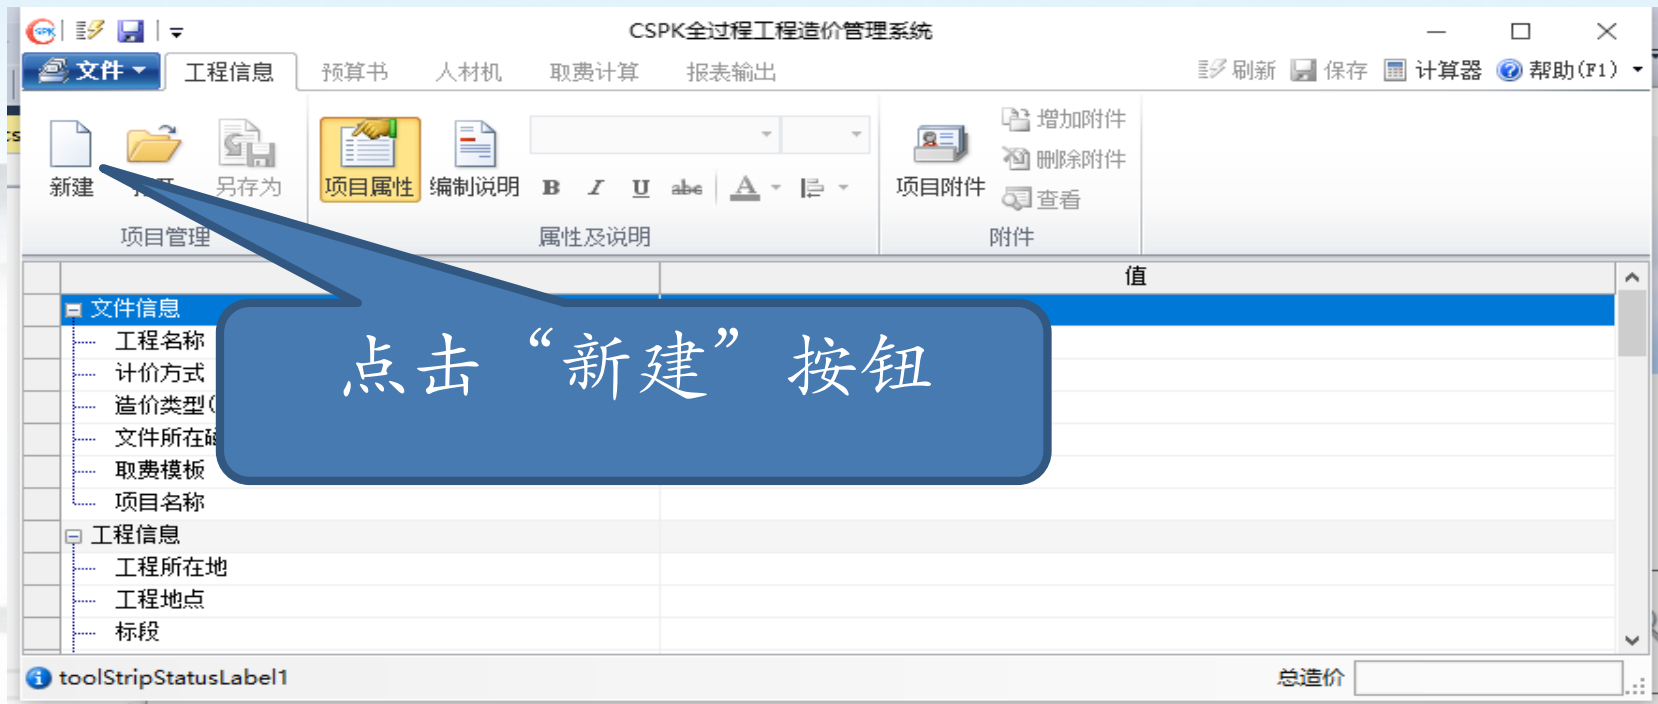 CSPK全过程工程造价管理系统
文件 工程信息 预算书 人材机 取费计算 报表输出 刷新 保存 计算器 帮助(F1)
新建 另存为 项目属性 编制说明 B I U abc A 项目附件 增加附件
删除附件
查看
项目管理 属性及说明 附件
值
文件信息
工程名称
计价方式
造价类型(
文件所在
取费模板
项目名称
工程信息
工程所在地
工程地点
标段
点击“新建”按钮
toolStripStatusLabel1 总造价